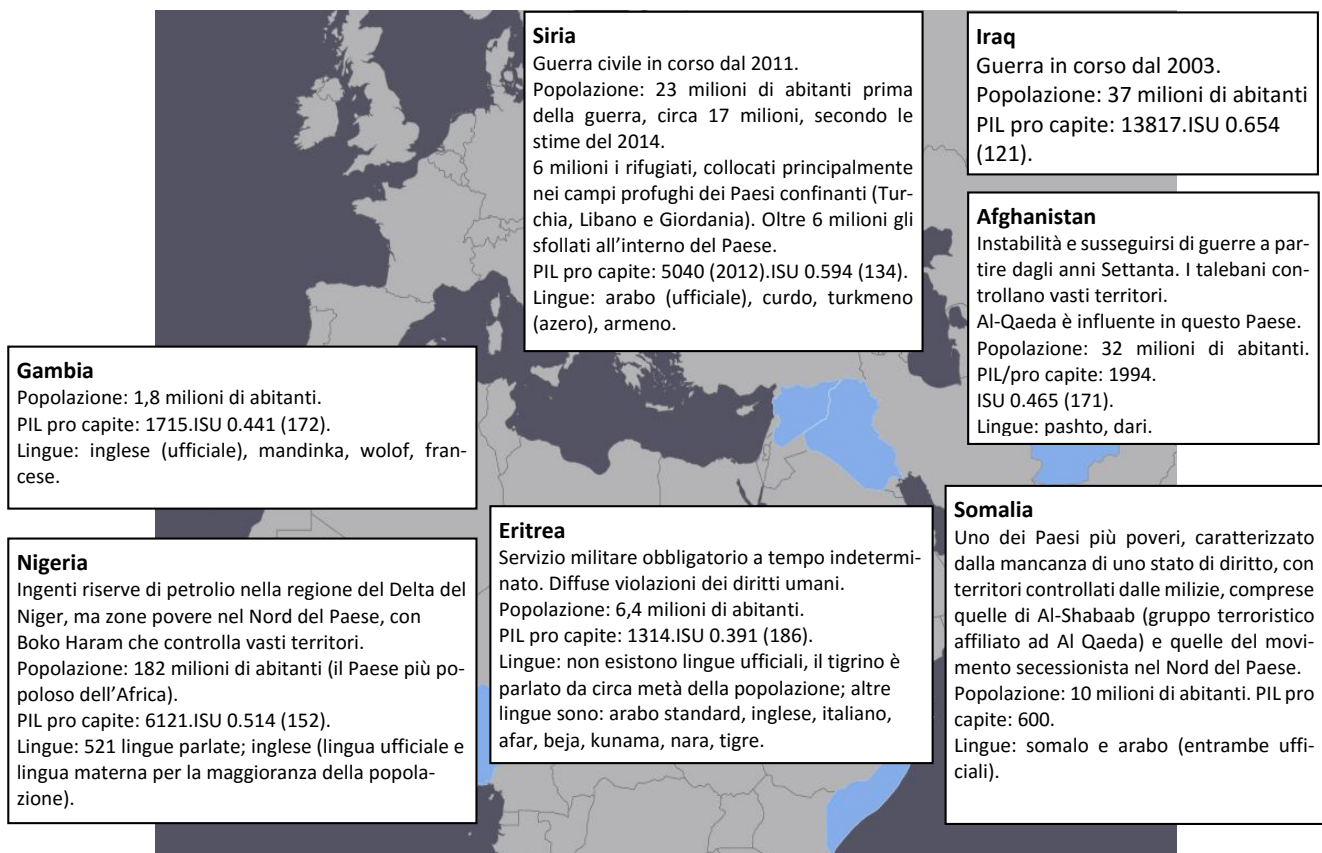 Siria
Guerra civile in corso dal 2011.
Popolazione: 23 milioni di abitanti prima
della guerra, circa 17 milioni, secondo le
stime del 2014.
6 milioni i rifugiati, collocati principalmente
nei campi profughi dei Paesi confinanti (Tur-
chia, Libano e Giordania). Oltre 6 milioni gli
sfollati all’interno del Paese.
PIL pro capite: 5040 (2012).ISU 0.594 (134).
Lingue: arabo (ufficiale), curdo, turkmeno
(azero), armeno.
Iraq
Guerra in corso dal 2003.
Popolazione: 37 milioni di abitanti
PIL pro capite: 13817.ISU 0.654
(121).
Afghanistan
Instabilità e susseguirsi di guerre a par-
tire dagli anni Settanta. I talebani con-
trollano vasti territori.
Al-Qaeda è influente in questo Paese.
Popolazione: 32 milioni di abitanti.
PIL/pro capite: 1994.
ISU 0.465 (171).
Lingue: pashto, dari.
Gambia
Popolazione: 1,8 milioni di abitanti.
PIL pro capite: 1715.ISU 0.441 (172).
Lingue: inglese (ufficiale), mandinka, wolof, fran-
cese.
Nigeria
Ingenti riserve di petrolio nella regione del Delta del
Niger, ma zone povere nel Nord del Paese, con
Boko Haram che controlla vasti territori.
Popolazione: 182 milioni di abitanti (il Paese più po-
poloso dell’Africa).
PIL pro capite: 6121.ISU 0.514 (152).
Lingue: 521 lingue parlate; inglese (lingua ufficiale e
lingua materna per la maggioranza della popola-
zione).
Eritrea
Servizio militare obbligatorio a tempo indetermi-
nato. Diffuse violazioni dei diritti umani.
Popolazione: 6,4 milioni di abitanti.
PIL pro capite: 1314.ISU 0.391 (186).
Lingue: non esistono lingue ufficiali, il tigrino è
parlato da circa metà della popolazione; altre
lingue sono: arabo standard, inglese, italiano,
afar, beja, kunama, nara, tigre.
Somalia
Uno dei Paesi più poveri, caratterizzato
dalla mancanza di uno stato di diritto, con
territori controllati dalle milizie, comprese
quelle di Al-Shabaab (gruppo terroristico
affiliato ad Al Qaeda) e quelle del movi-
mento secessionista nel Nord del Paese.
Popolazione: 10 milioni di abitanti. PIL pro
capite: 600.
Lingue: somalo e arabo (entrambe uffi-
ciali).